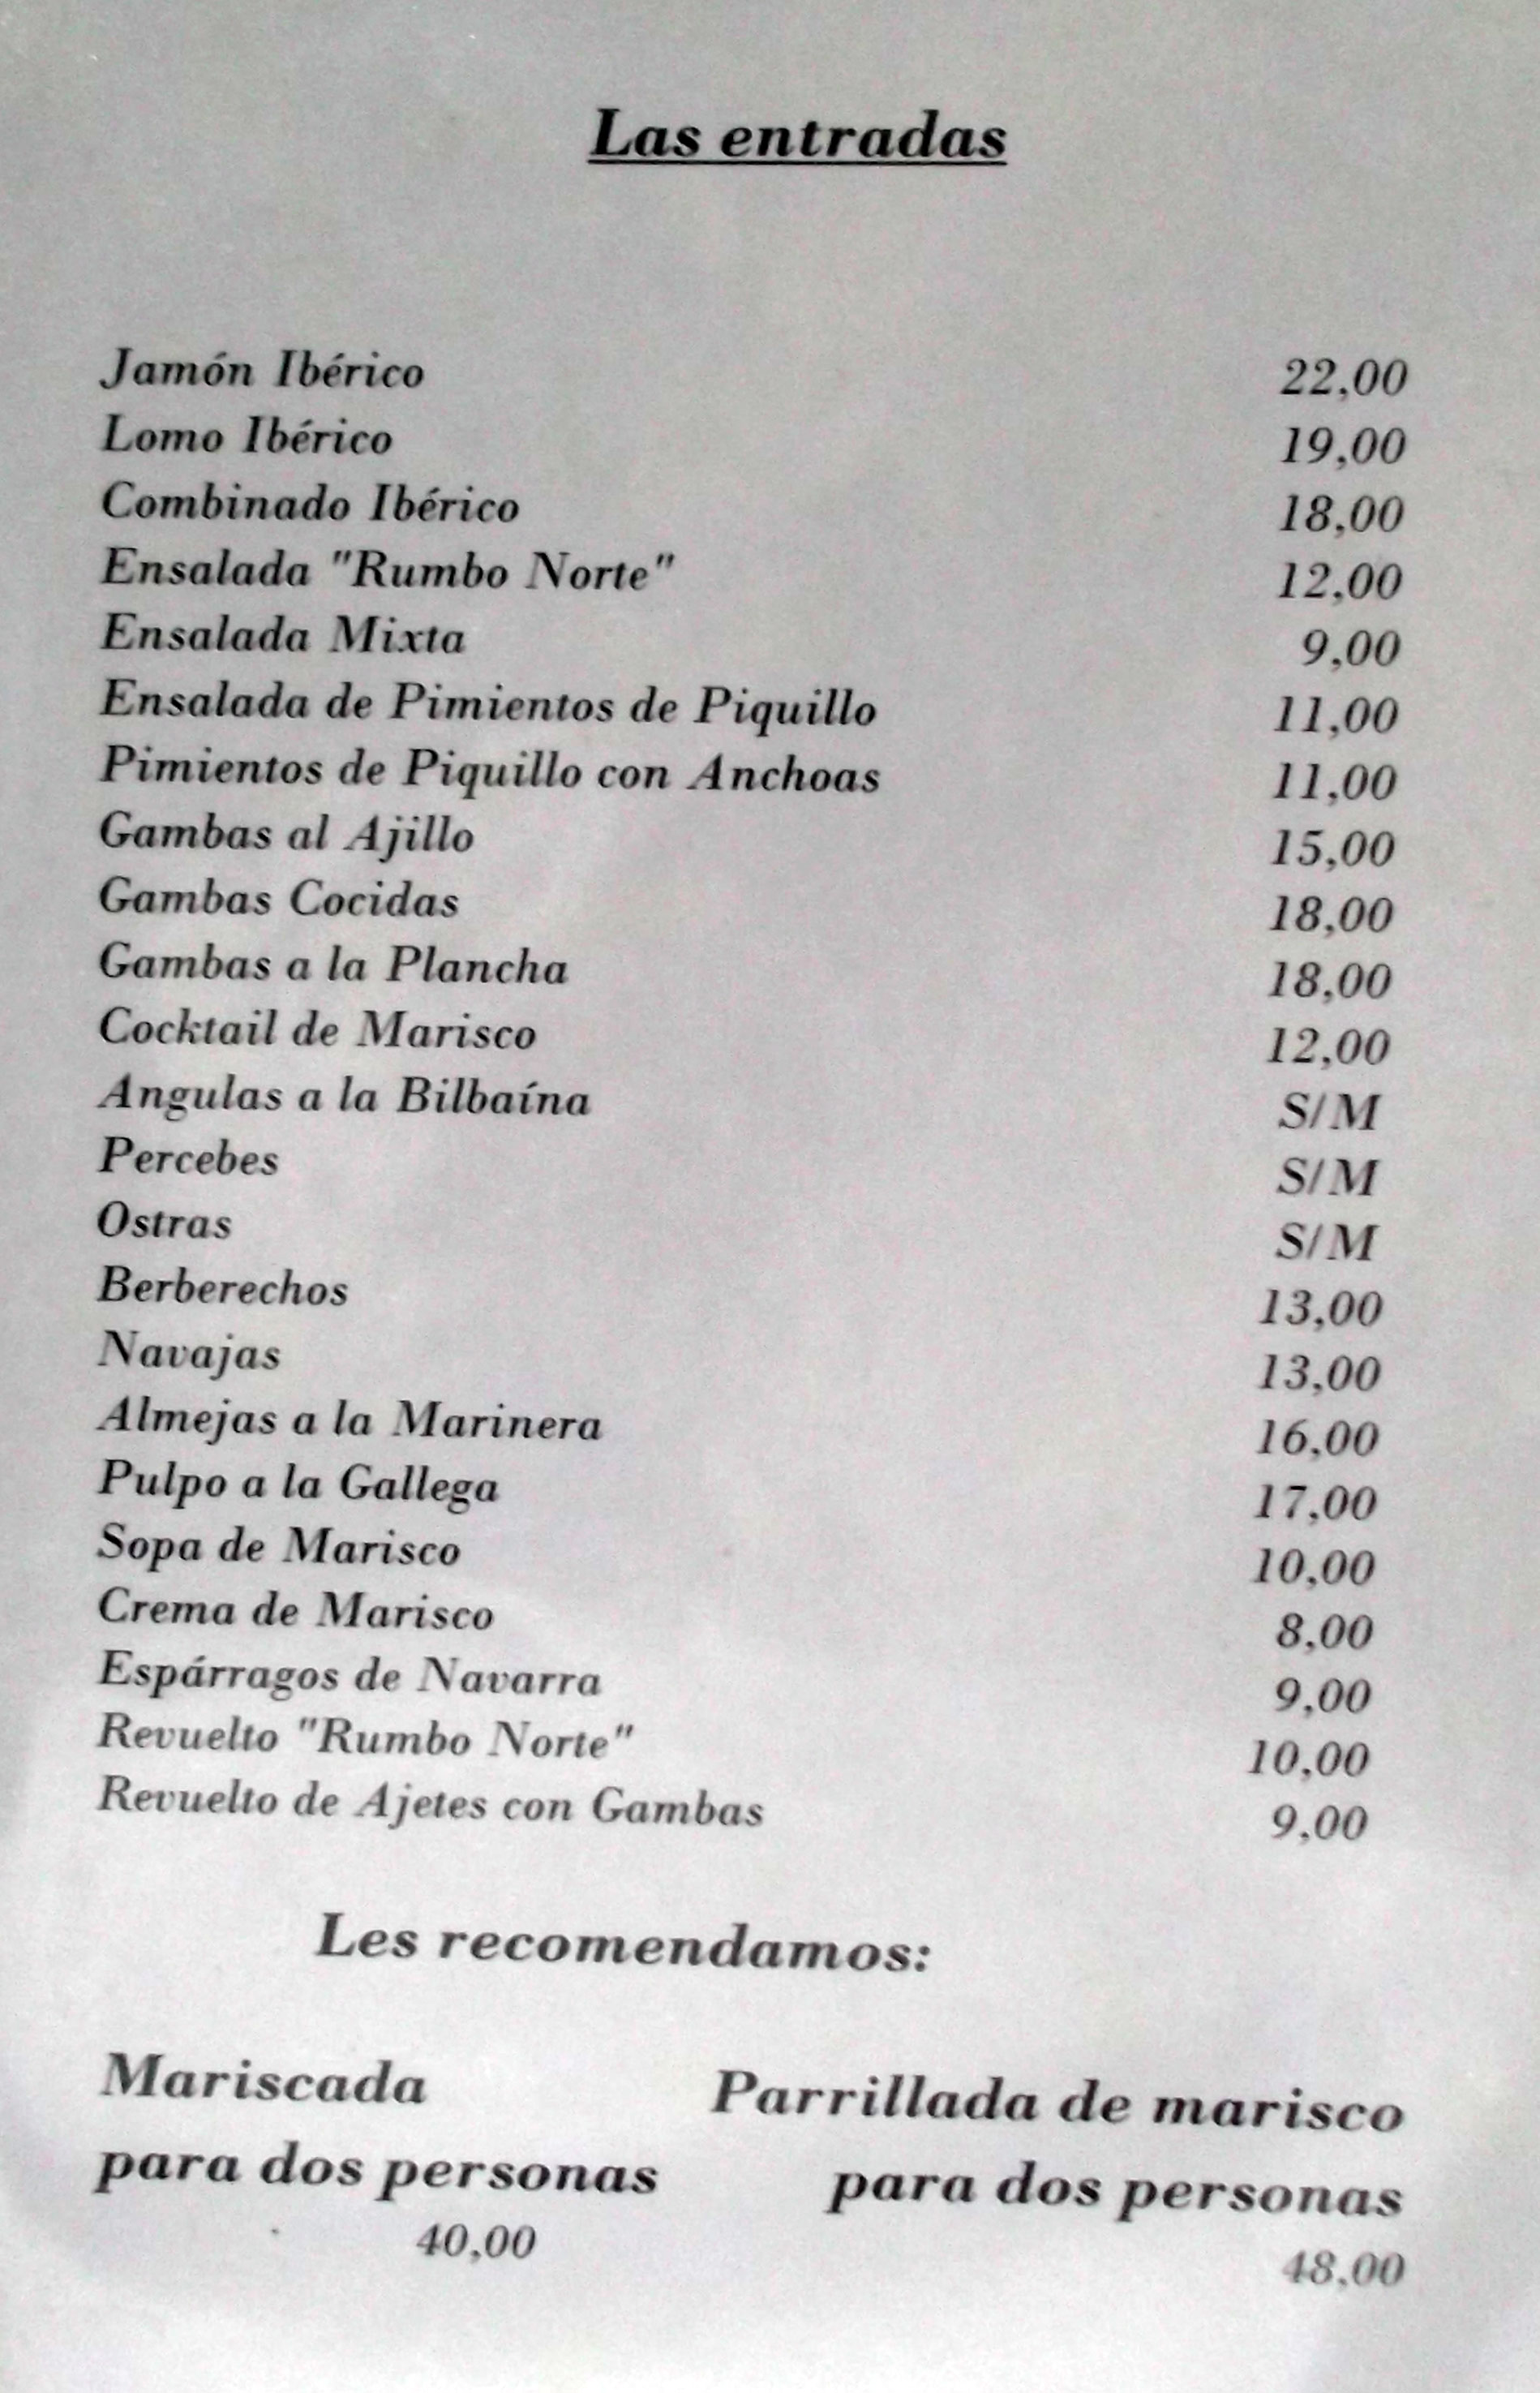 Las entradas
Jamón Ibérico 22,00
Lomo Ibérico 19,00
Combinado Ibérico 18,00
Ensalada "Rumbo Norte" 12,00
Ensalada Mixta 9,00
Ensalada de Pimientos de Piquillo 11,00
Pimientos de Piquillo con Anchoas 11,00
Gambas al Ajillo 15,00
Gambas Cocidas 18,00
Gambas a la Plancha 18,00
Cocktail de Marisco 12,00
Angulas a la Bilbaína S/M
Percebes S/M
Ostras S/M
Berberechos 13,00
Navajas 13,00
Almejas a la Marinera 16,00
Pulpo a la Gallega 17,00
Sopa de Marisco 10,00
Crema de Marisco 8,00
Espárragos de Navarra 9,00
Revuelto "Rumbo Norte" 10,00
Revuelto de Ajetes con Gambas 9,00
Les recomendamos:
Mariscada
para dos personas
40,00
Parrillada de marisco
para dos personas
48,00